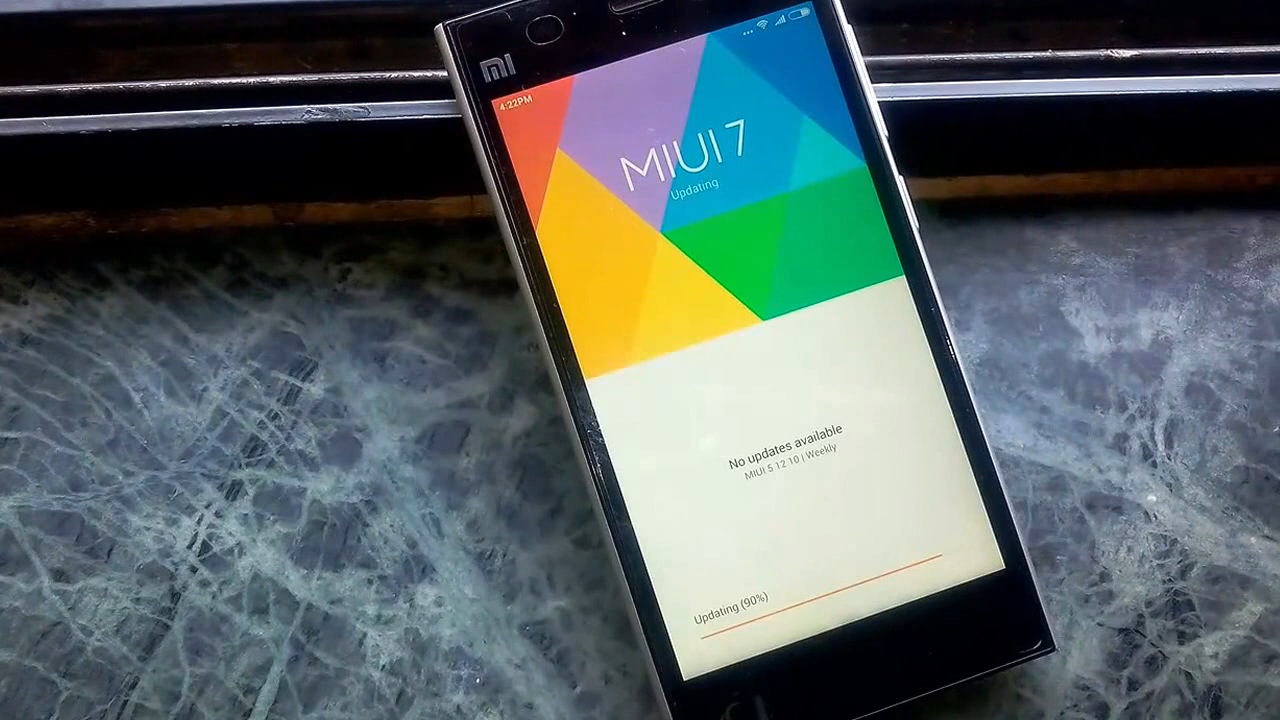 mi
4:22PM
MIUI 7
Updating
No updates available
MIUI 5 12 10 | Weekly
Updating (90%)